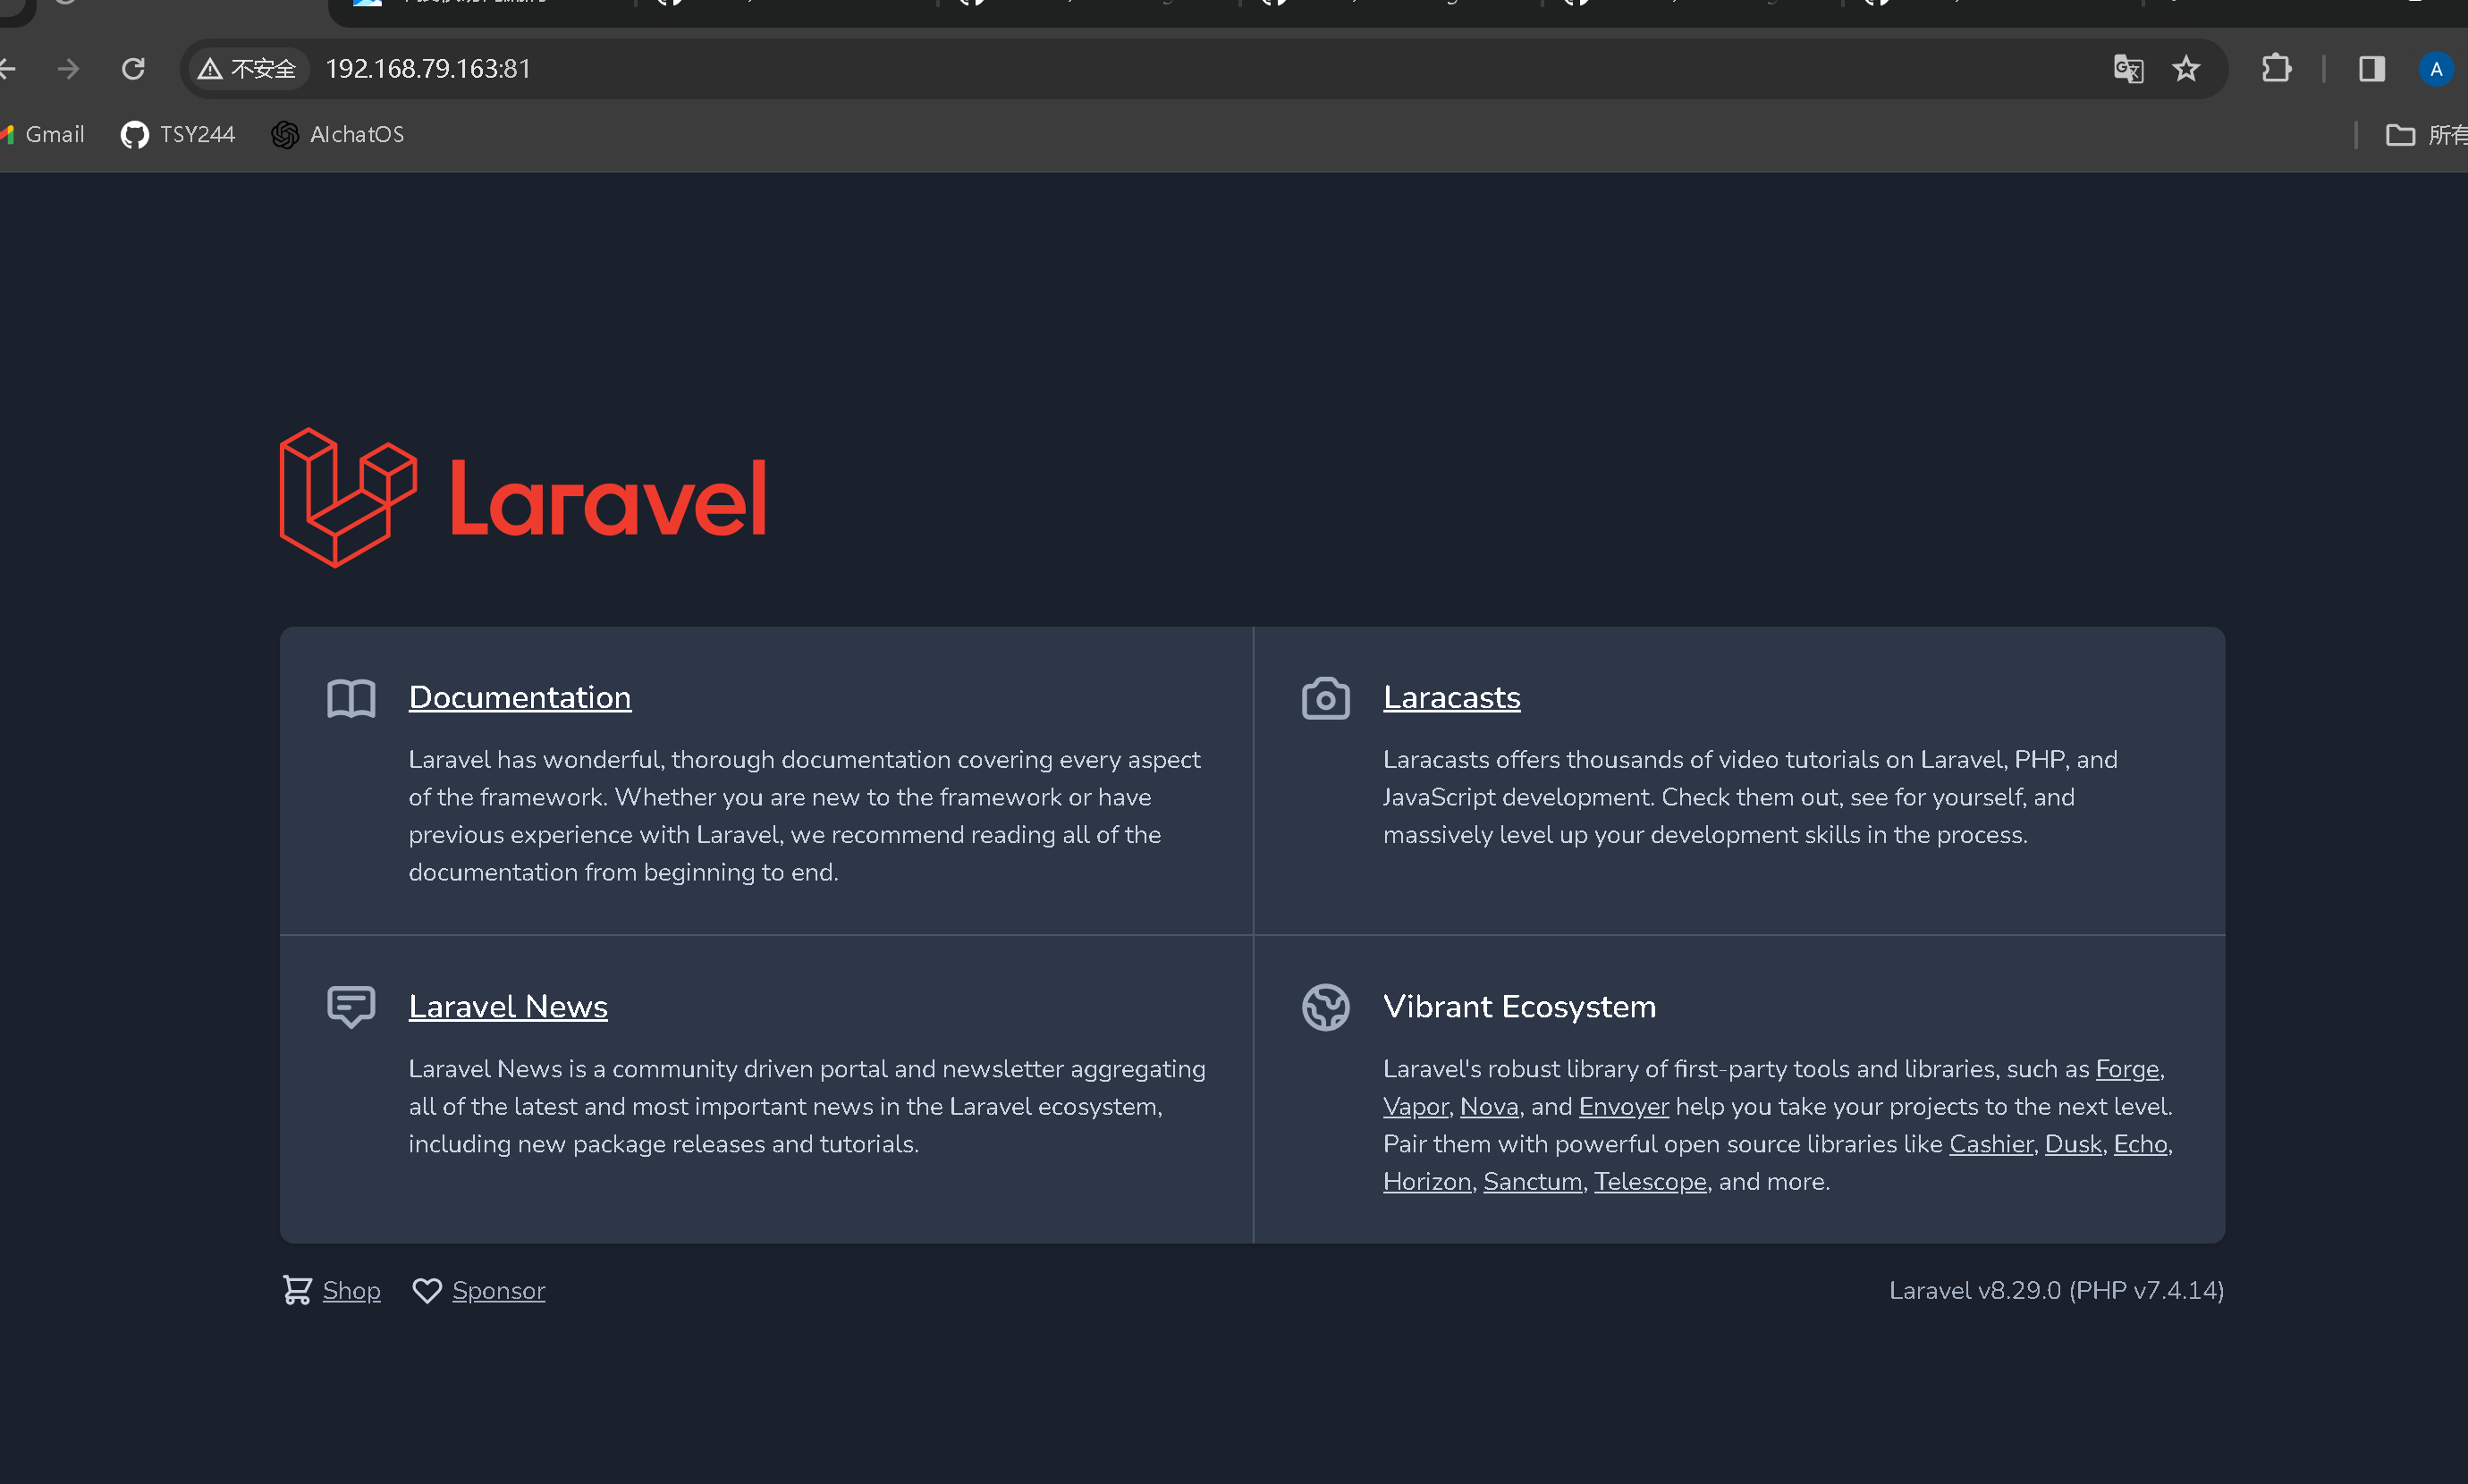 不安全 192.168.79.163:81
A
Gmail TSY244 AIchatOS
所有
Laravel
Documentation
Laravel has wonderful, thorough documentation covering every aspect
of the framework. Whether you are new to the framework or have
previous experience with Laravel, we recommend reading all of the
documentation from beginning to end.
Laracasts
Laracasts offers thousands of video tutorials on Laravel, PHP, and
JavaScript development. Check them out, see for yourself, and
massively level up your development skills in the process.
Laravel News
Laravel News is a community driven portal and newsletter aggregating
all of the latest and most important news in the Laravel ecosystem,
including new package releases and tutorials.
Vibrant Ecosystem
Laravel's robust library of first-party tools and libraries, such as Forge,
Vapor, Nova, and Envoyer help you take your projects to the next level.
Pair them with powerful open source libraries like Cashier, Dusk, Echo,
Horizon, Sanctum, Telescope, and more.
Shop Sponsor
Laravel v8.29.0 (PHP v7.4.14)